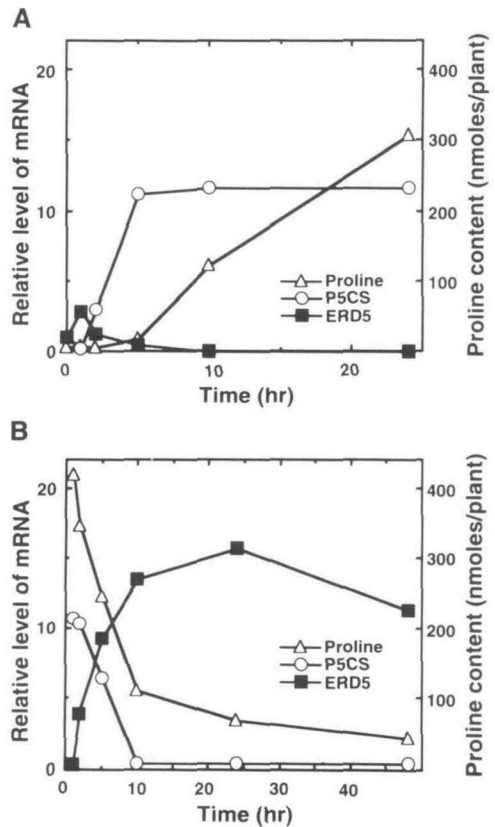 A
Relative level of mRNA
Proline content (nmoles/plant)
20
10
0
400
300
200
100
Proline
P5CS
ERD5
0
10
20
Time (hr)
B
Relative level of mRNA
Proline content (nmoles/plant)
20
10
0
400
300
200
100
Proline
P5CS
ERD5
0
10
20
30
40
Time (hr)